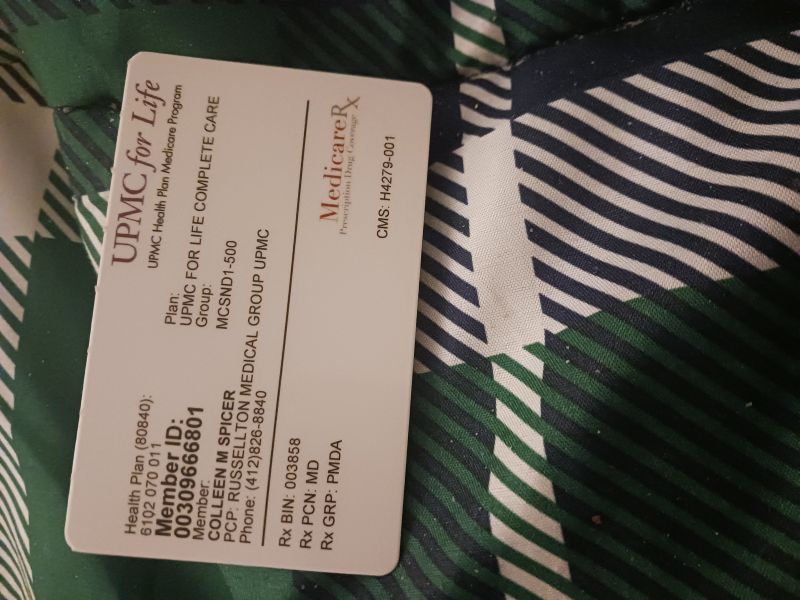 UPMC for Life
UPMC Health Plan Medicare Program
Health Plan (80840):
6102 070 011
Member ID:
00309666801
Member:
COLLEEN M SPICER
PCP: RUSSELLTON MEDICAL GROUP UPMC
Phone: (412)826-8840
Plan:
UPMC FOR LIFE COMPLETE CARE
Group:
MCSND1-500
Rx BIN: 003858
Rx PCN: MD
Rx GRP: PMDA
MedicareRx
Prescription Drug Coverage
CMS: H4279-001